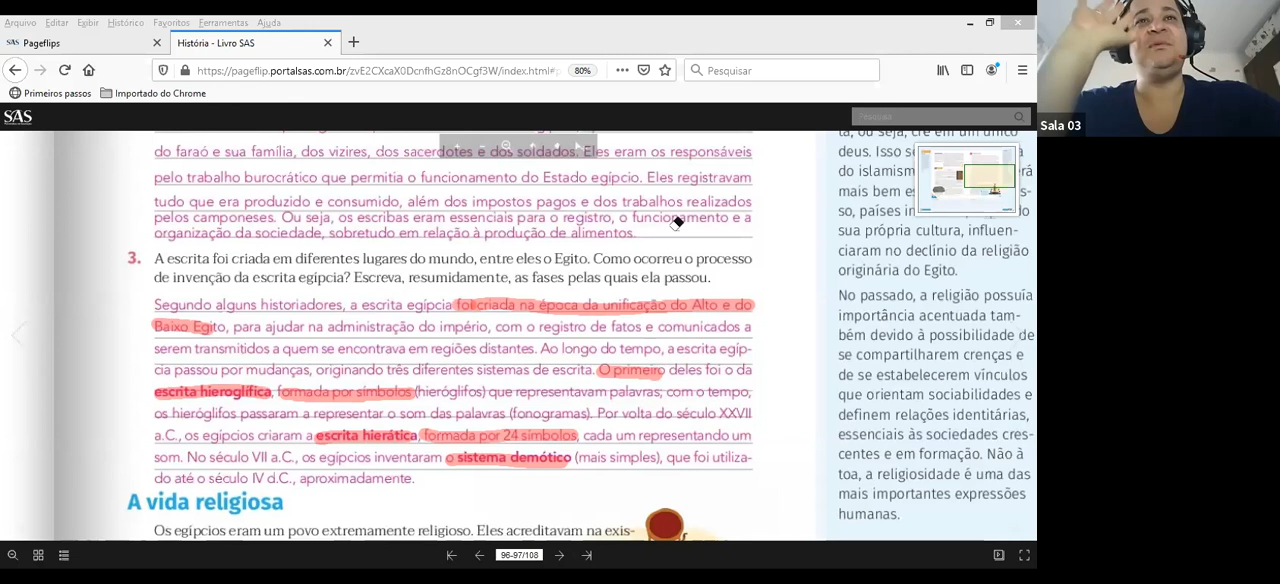 Arquivo Editar Exibir Histórico Favoritos Ferramentas Ajuda
SAS Pageflips
História - Livro SAS
https://pageflip.portalsas.com.br/zvE2CXcaX0DcnfhGz8nOCgf3W/index.html#p
80%
Pesquisar
Primeiros passos Importado do Chrome
SAS
Pesquisa
Sala 03
do faraó e sua família, dos vizires, dos sacerdotes e dos soldados. Eles eram os responsáveis
pelo trabalho burocrático que permitia o funcionamento do Estado egípcio. Eles registravam
tudo que era produzido e consumido, além dos impostos pagos e dos trabalhos realizados
pelos camponeses. Ou seja, os escribas eram essenciais para o registro, o funcionamento e a
organização da sociedade, sobretudo em relação à produção de alimentos.
3. A escrita foi criada em diferentes lugares do mundo, entre eles o Egito. Como ocorreu o processo
de invenção da escrita egípcia? Escreva, resumidamente, as fases pelas quais ela passou.
Segundo alguns historiadores, a escrita egípcia foi criada na época da unificação do Alto e do
Baixo Egito, para ajudar na administração do império, com o registro de fatos e comunicados a
serem transmitidos a quem se encontrava em regiões distantes. Ao longo do tempo, a escrita egíp-
cia passou por mudanças, originando três diferentes sistemas de escrita. O primeiro deles foi o da
escrita hieroglífica, formada por símbolos (hieróglifos) que representavam palavras; com o tempo,
os hieróglifos passaram a representar o som das palavras (fonogramas). Por volta do século XXVII
a.C., os egípcios criaram a escrita hierática, formada por 24 símbolos, cada um representando um
som. No século VII a.C., os egípcios inventaram o sistema demótico (mais simples), que foi utiliza-
do até o século IV d.C., aproximadamente.
A vida religiosa
Os egípcios eram um povo extremamente religioso. Eles acreditavam na exis-
ta, ou seja, crê em um único
deus. Isso se
do islamismo
mais bem es
so, países in
sua própria cultura, influen-
ciaram no declínio da religião
originária do Egito.
No passado, a religião possuía
importância acentuada tam-
bém devido à possibilidade de
se compartilharem crenças e
de se estabelecerem vínculos
que orientam sociabilidades e
definem relações identitárias,
essenciais às sociedades cres-
centes e em formação. Não à
toa, a religiosidade é uma das
mais importantes expressões
humanas.
96-97/108